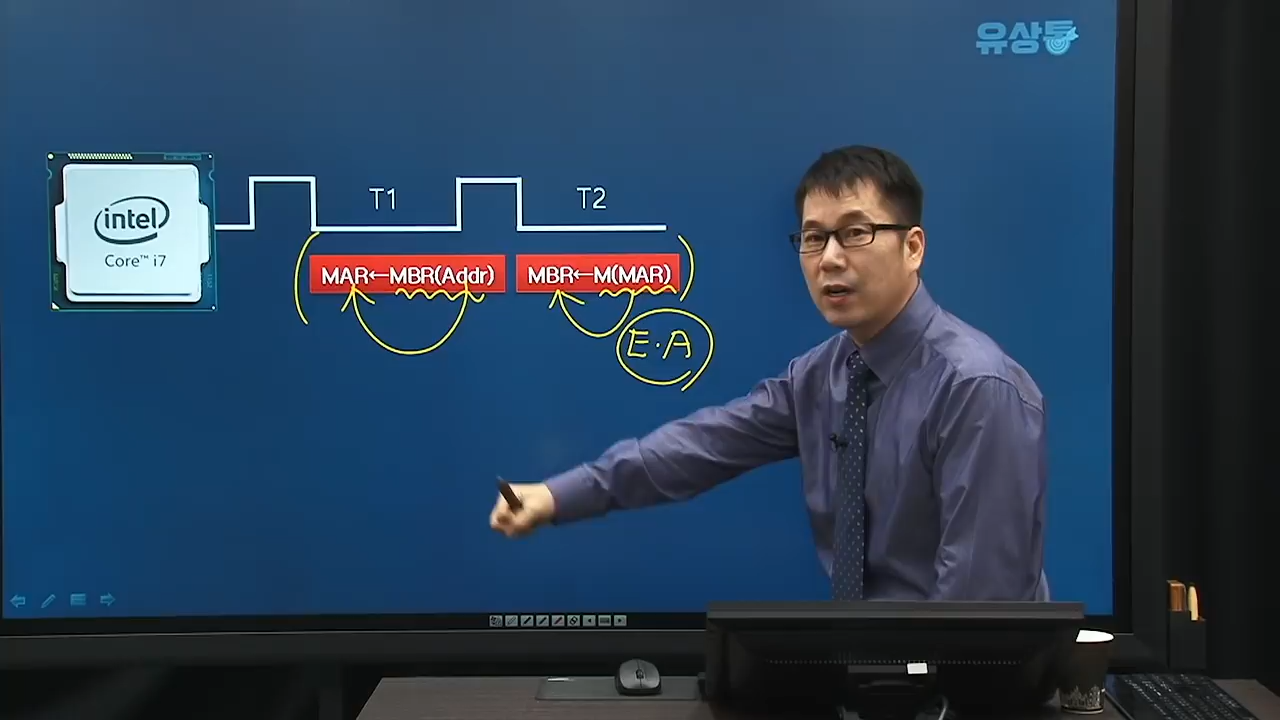 유상통
intel
Core™ i7
T1 T2
MAR←MBR(Addr) MBR←M(MAR)
E·A